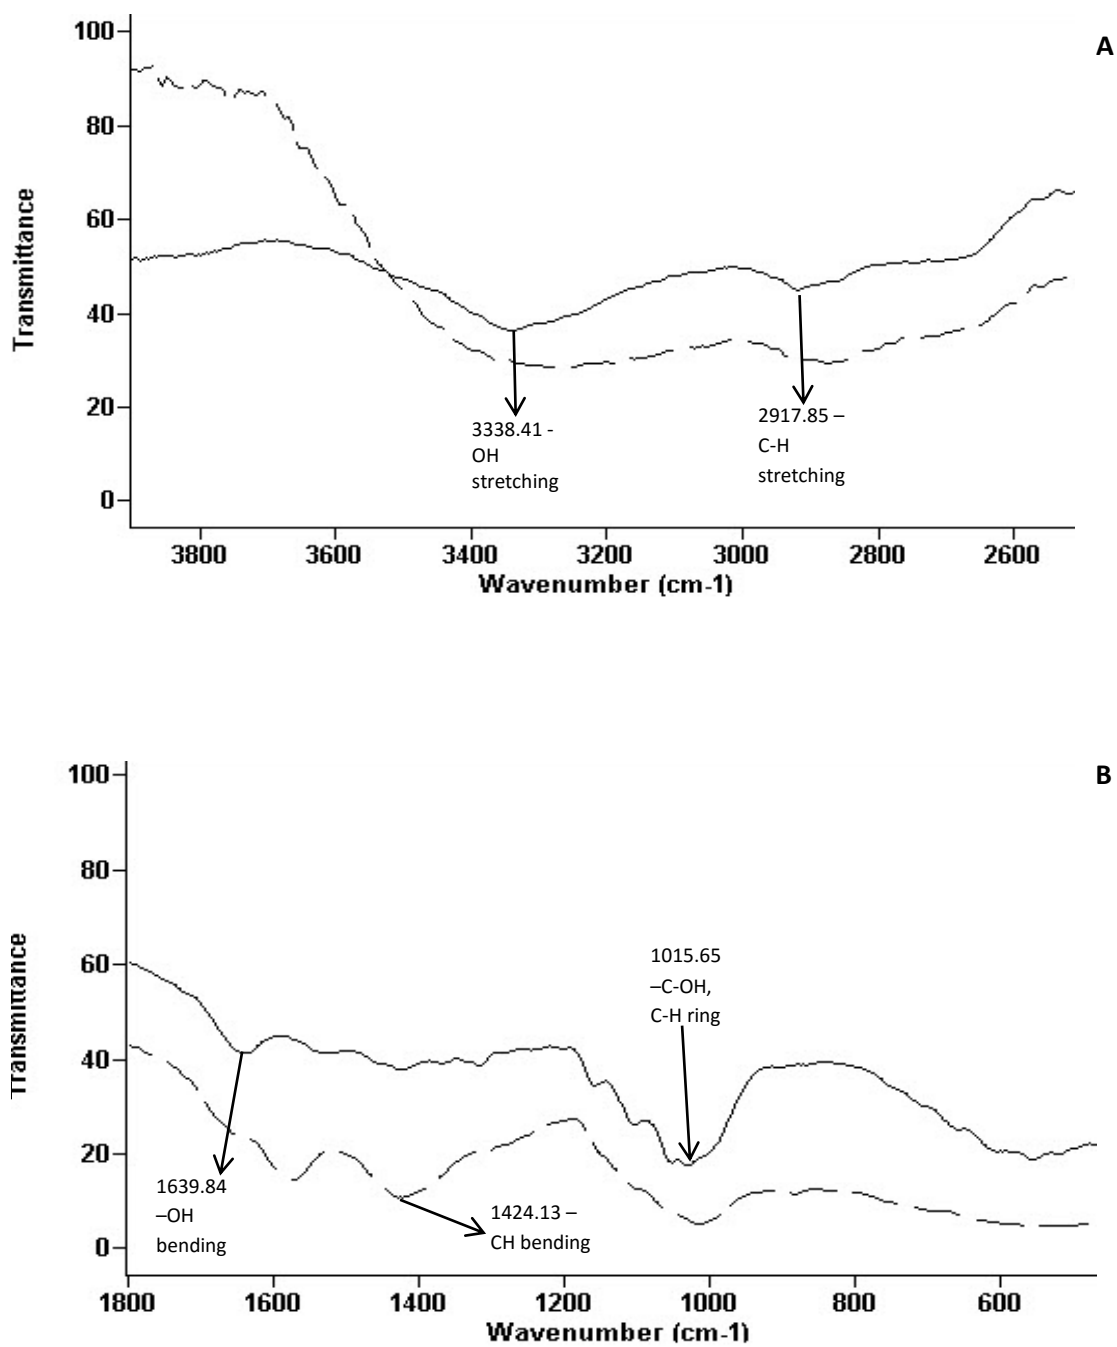 A
100
80
60
40
20
0
Transmittance
3338.41 -
OH
stretching
2917.85 –
C-H
stretching
3800 3600 3400 3200 3000 2800 2600
Wavenumber (cm-1)
B
100
80
60
40
20
0
Transmittance
1015.65
–C-OH,
C-H ring
1639.84
–OH
bending
1424.13 –
CH bending
1800 1600 1400 1200 1000 800 600
Wavenumber (cm-1)